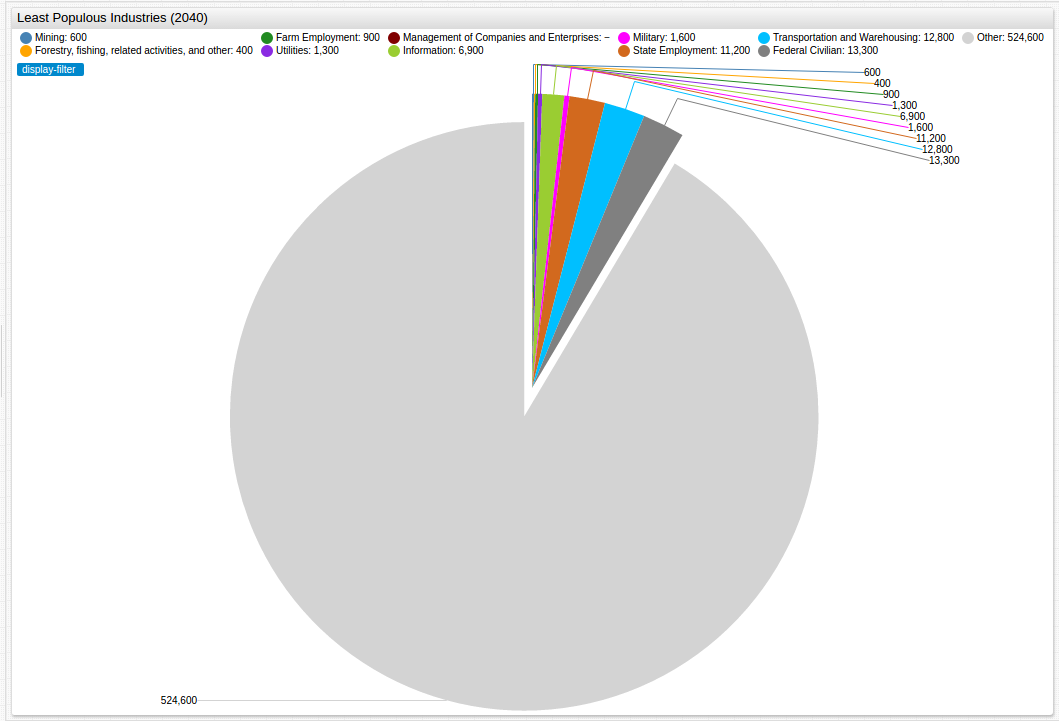 Least Populous Industries (2040)
Mining: 600 Farm Employment: 900 Management of Companies and Enterprises: – Military: 1,600 Transportation and Warehousing: 12,800 Other: 524,600
Forestry, fishing, related activities, and other: 400 Utilities: 1,300 Information: 6,900 State Employment: 11,200 Federal Civilian: 13,300
display-filter
600
400
900
1,300
6,900
1,600
11,200
12,800
13,300
524,600